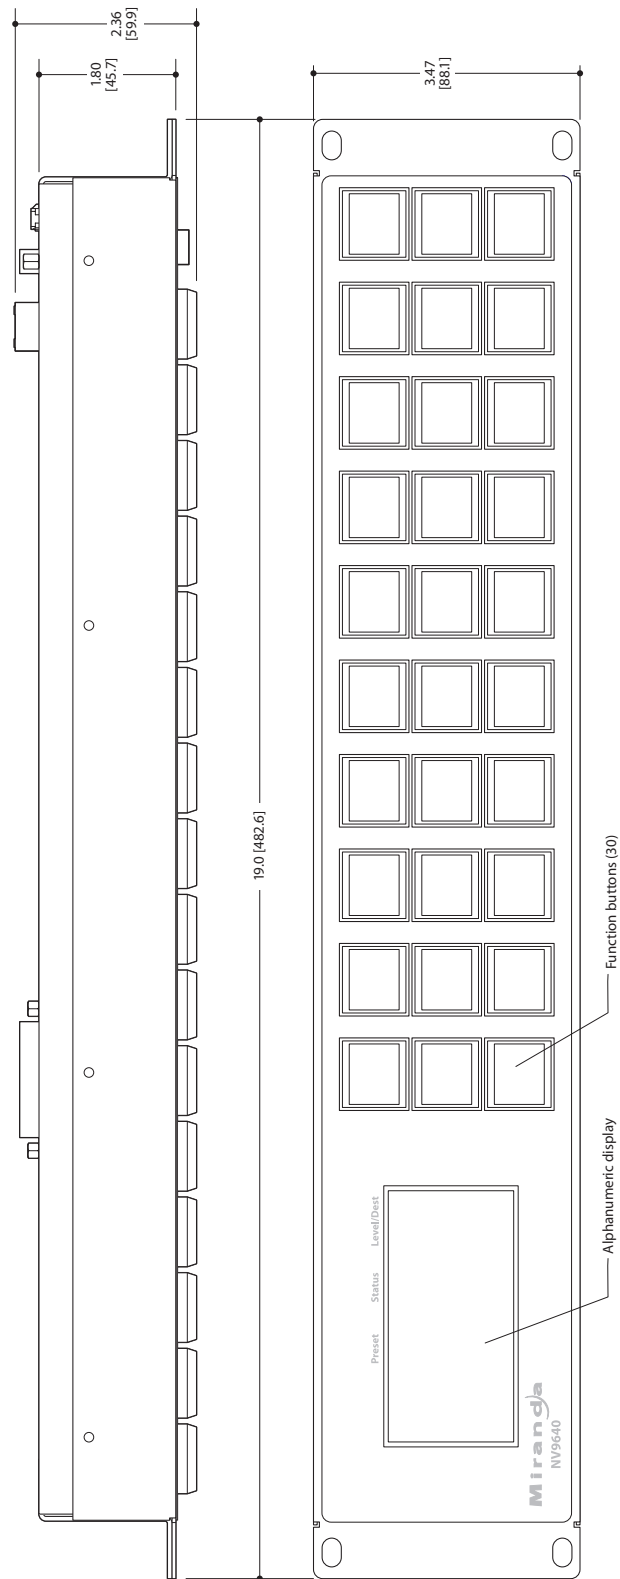 2.36
[59.9]
1.80
[45.7]
3.47
[88.1]
19.0 [482.6]
Function buttons (30)
Alphanumeric display
Preset Status Level/Dest
Miranda
NV9640